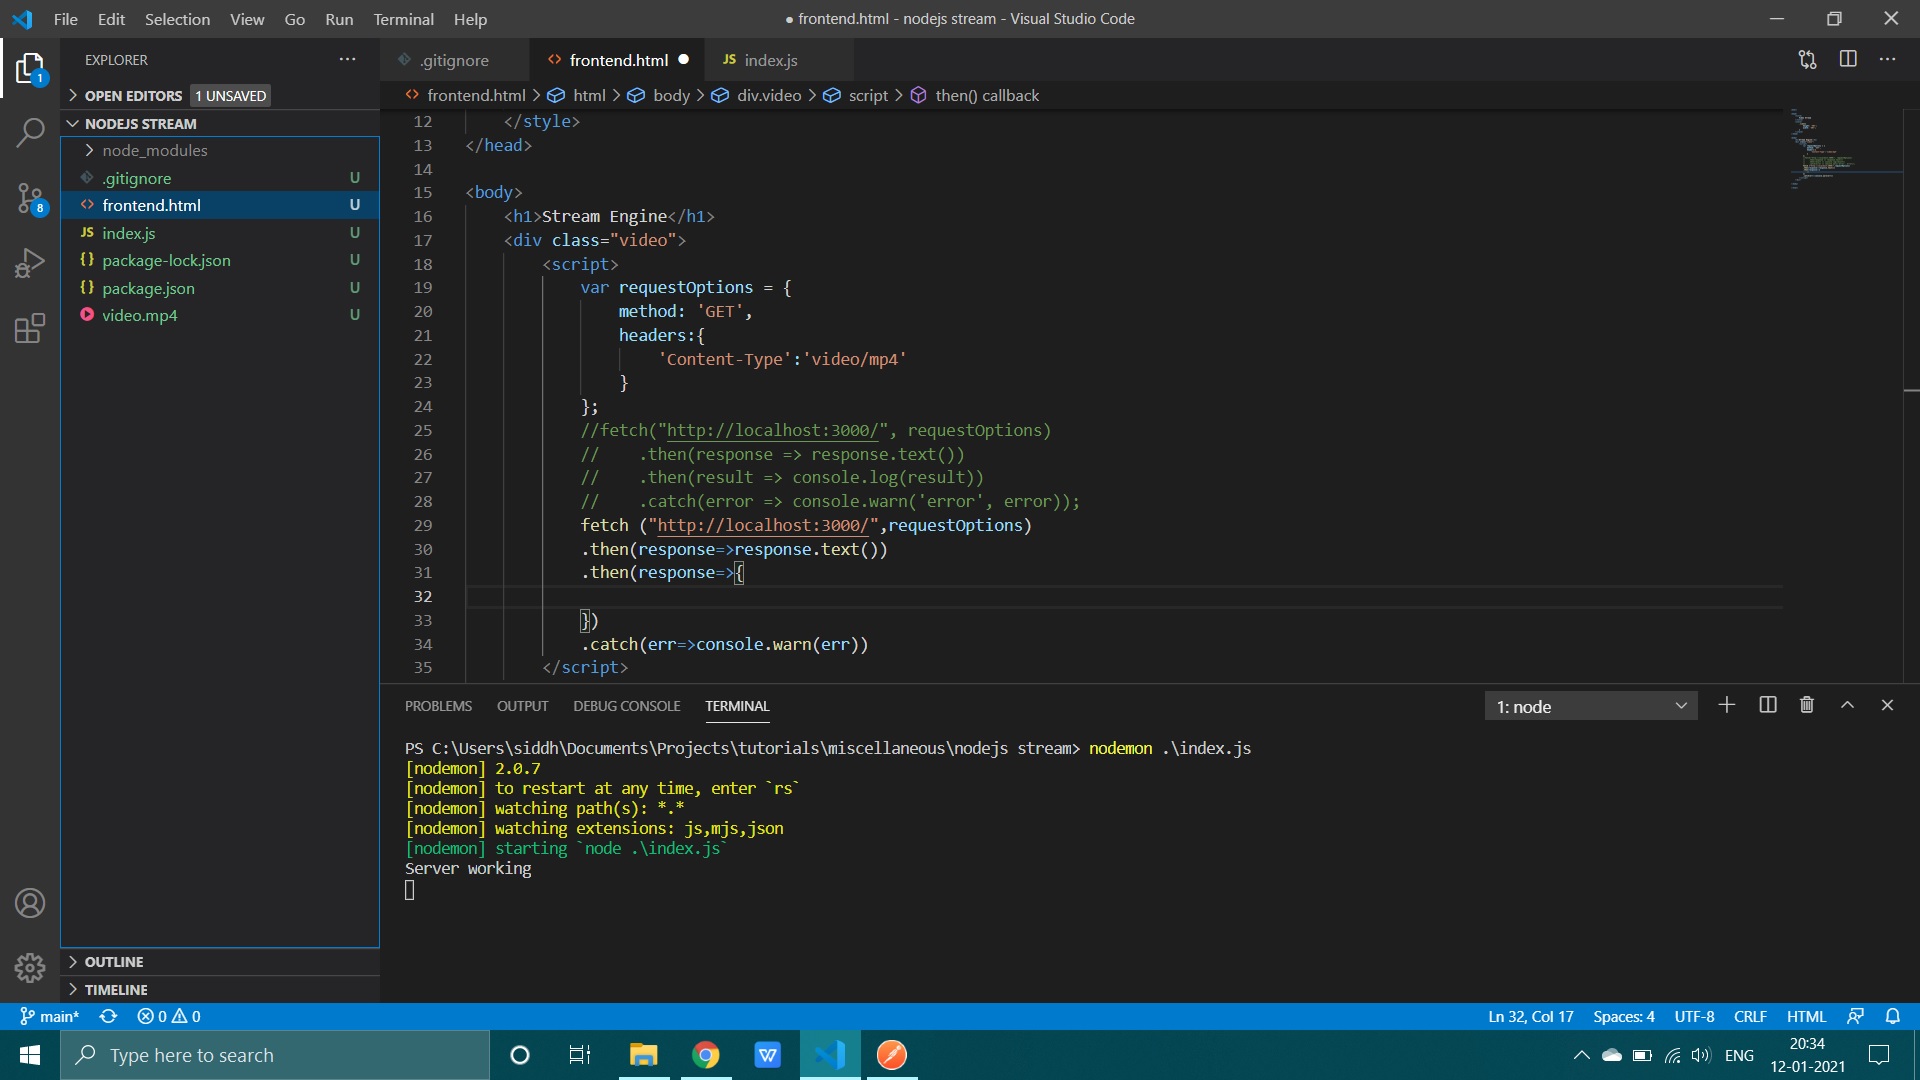 File Edit Selection View Go Run Terminal Help
● frontend.html - nodejs stream - Visual Studio Code
EXPLORER
OPEN EDITORS 1 UNSAVED
NODEJS STREAM
node_modules
.gitignore U
frontend.html U
index.js U
package-lock.json U
package.json U
video.mp4 U
OUTLINE
TIMELINE
.gitignore
frontend.html
JS index.js
frontend.html > html > body > div.video > script > then() callback
12 </style>
13 </head>
14
15 <body>
16 <h1>Stream Engine</h1>
17 <div class="video">
18 <script>
19 var requestOptions = {
20 method: 'GET',
21 headers:{
22 'Content-Type':'video/mp4'
23 }
24 };
25 //fetch("http://localhost:3000/", requestOptions)
26 // .then(response => response.text())
27 // .then(result => console.log(result))
28 // .catch(error => console.warn('error', error));
29 fetch ("http://localhost:3000/",requestOptions)
30 .then(response=>response.text())
31 .then(response=>{
32
33 })
34 .catch(err=>console.warn(err))
35 </script>
PROBLEMS OUTPUT DEBUG CONSOLE TERMINAL
1: node
PS C:\Users\siddh\Documents\Projects\tutorials\miscellaneous\nodejs stream> nodemon .\index.js
[nodemon] 2.0.7
[nodemon] to restart at any time, enter `rs`
[nodemon] watching path(s): *.*
[nodemon] watching extensions: js,mjs,json
[nodemon] starting `node .\index.js`
Server working
main* 0 0
Ln 32, Col 17 Spaces: 4 UTF-8 CRLF HTML
Type here to search
ENG
20:34
12-01-2021
1
8